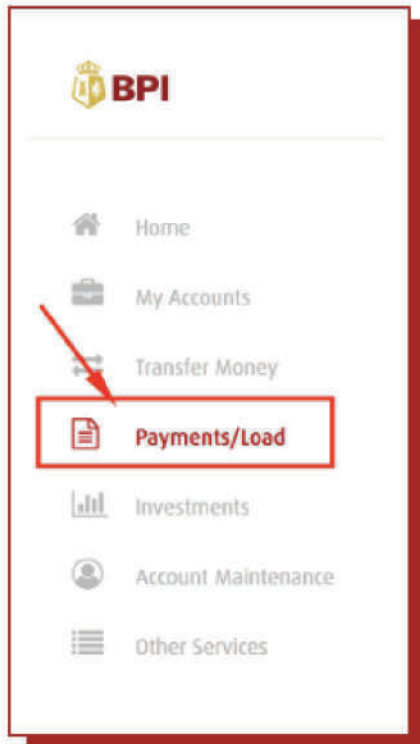 BPI
Home
My Accounts
Transfer Money
Payments/Load
Investments
Account Maintenance
Other Services